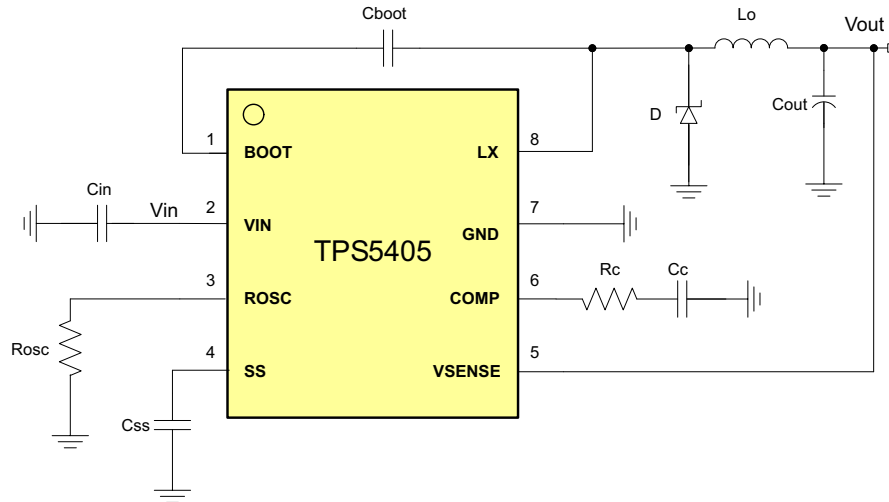 Cboot
Lo
Vout
D
Cout
1
BOOT
LX
8
Cin
Vin
2
VIN
7
GND
TPS5405
3
ROSC
COMP
6
Rc
Cc
Rosc
4
SS
VSENSE
5
Css